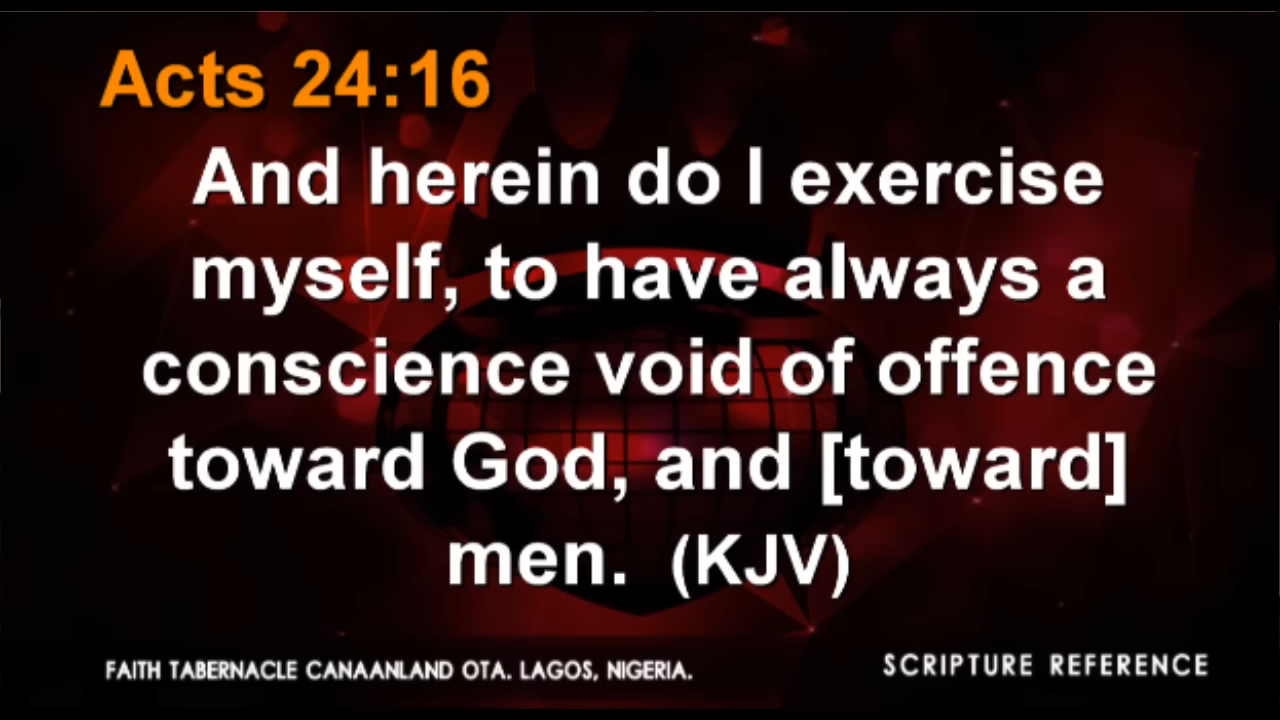 Acts 24:16
And herein do I exercise
myself, to have always a
conscience void of offence
toward God, and [toward]
men.  (KJV)
FAITH TABERNACLE CANAANLAND OTA. LAGOS, NIGERIA.
SCRIPTURE REFERENCE